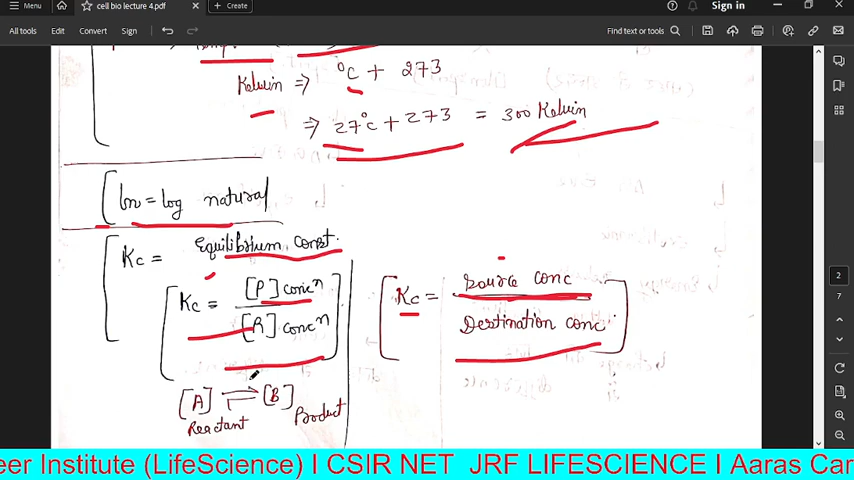 Menu
cell bio lecture 4.pdf
+ Create
Sign in
All tools
Edit
Convert
Sign
Find text or tools
Kelvin ⇒ °C + 273
⇒ 27°C + 273 = 300 Kelvin
ln = log natural
Kc = Equilibrium const.
Kc = [P] concⁿ
[R] concⁿ
Kc = source conc
Destination conc
[A] ⇌ [B]
Reactant
Product
2
7
eer Institute (LifeScience) I CSIR NET JRF LIFESCIENCE I Aaras Car